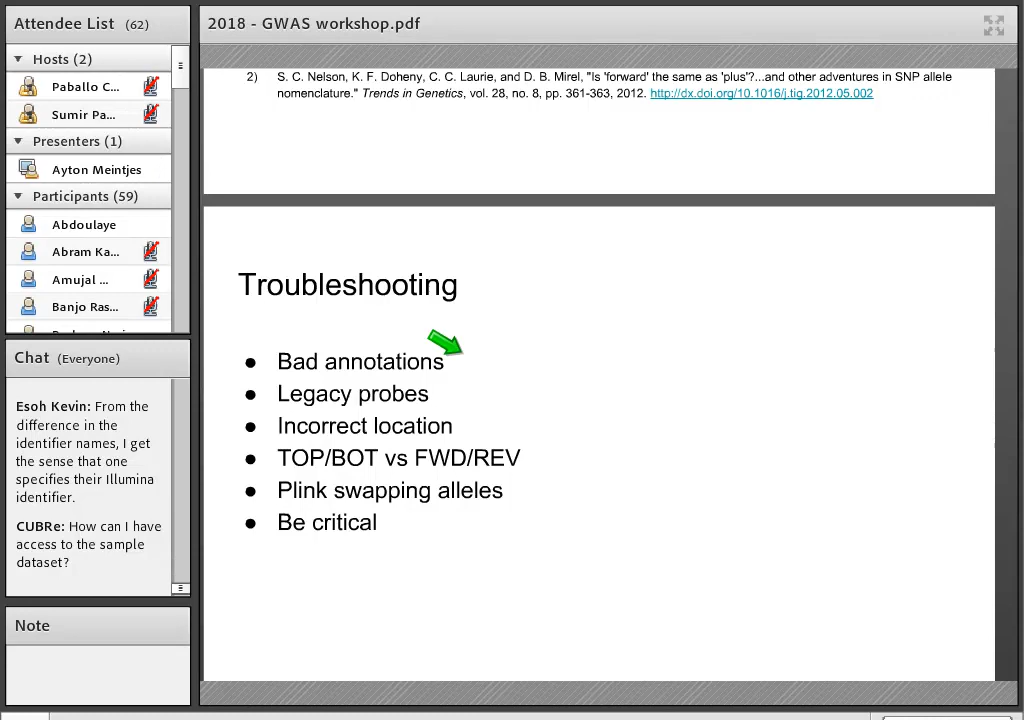 Attendee List (62)
Hosts (2)
Paballo C...
Sumir Pa...
Presenters (1)
Ayton Meintjes
Participants (59)
Abdoulaye
Abram Ka...
Amujal ...
Banjo Ras...
Chat (Everyone)
Esoh Kevin: From the
difference in the
identifier names, I get
the sense that one
specifies their Illumina
identifier.
CUBRe: How can I have
access to the sample
dataset?
Note
2018 - GWAS workshop.pdf
2) S. C. Nelson, K. F. Doheny, C. C. Laurie, and D. B. Mirel, "Is 'forward' the same as 'plus'?...and other adventures in SNP allele
nomenclature." Trends in Genetics, vol. 28, no. 8, pp. 361-363, 2012. http://dx.doi.org/10.1016/j.tig.2012.05.002
Troubleshooting
● Bad annotations
● Legacy probes
● Incorrect location
● TOP/BOT vs FWD/REV
● Plink swapping alleles
● Be critical